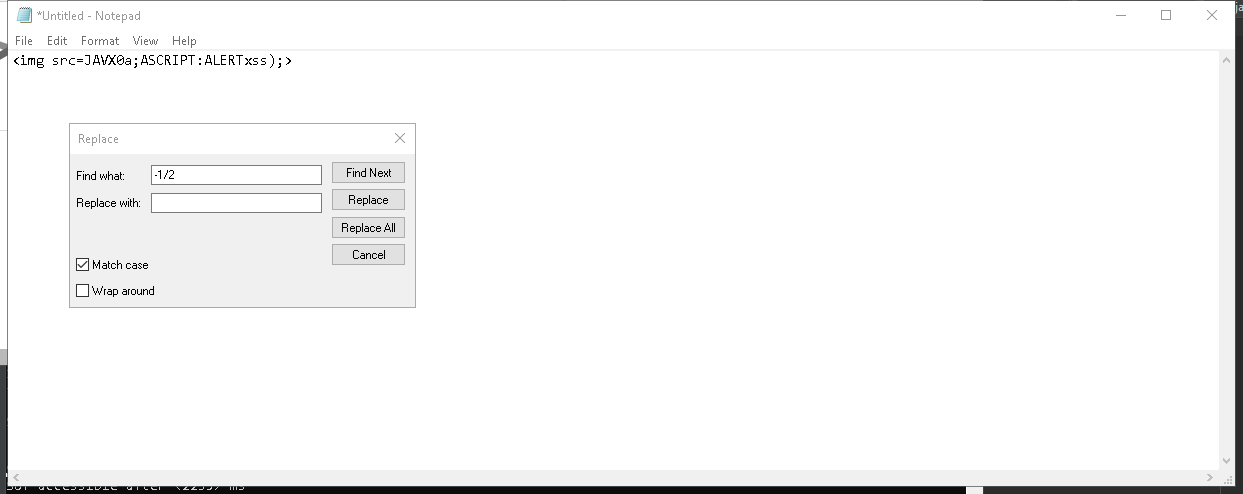 *Untitled - Notepad
File Edit Format View Help
<img src=JAVX0a;ASCRIPT:ALERTxss);>
Replace
Find what: -1/2 Find Next
Replace with: Replace
Replace All
Cancel
Match case
Wrap around
ja